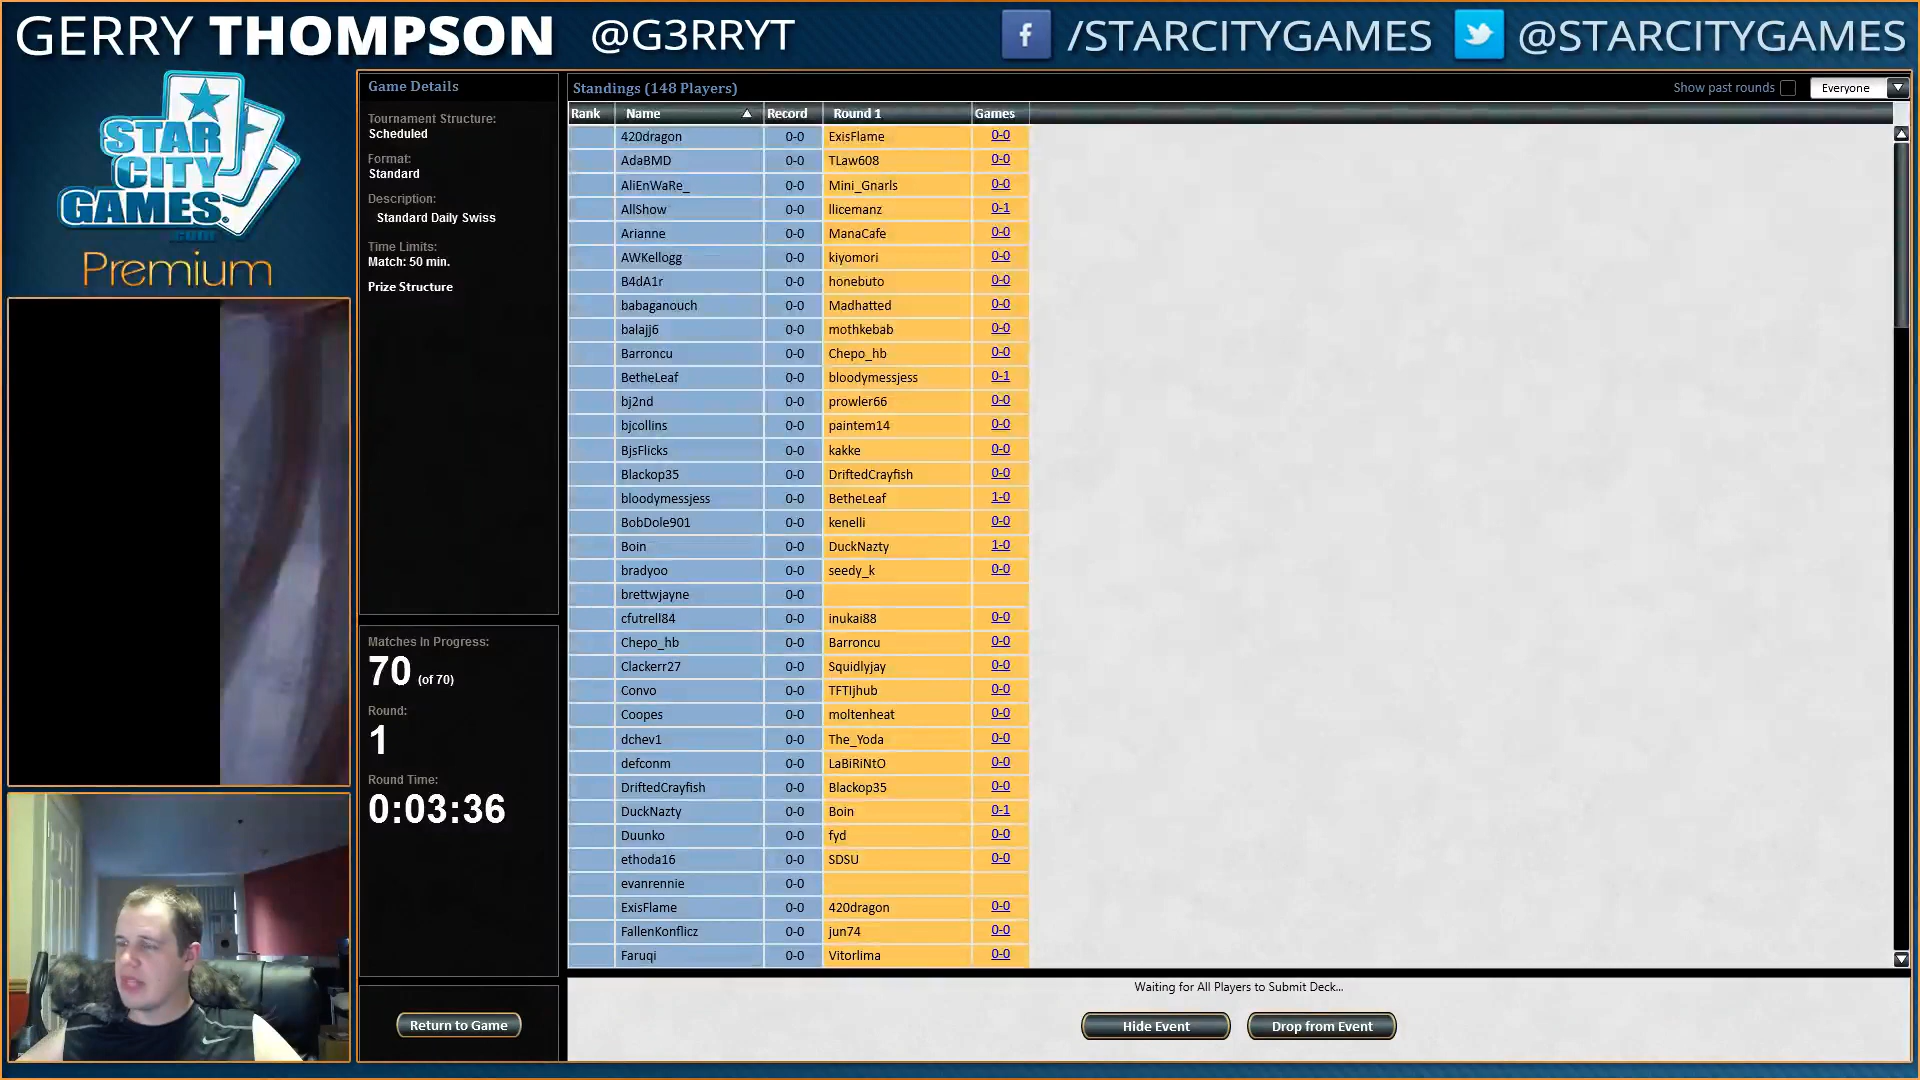 GERRY THOMPSON @G3RRYT f /STARCITYGAMES @STARCITYGAMES
STAR
CITY
GAMES
.com
Premium
Game Details
Tournament Structure:
Scheduled
Format:
Standard
Description:
Standard Daily Swiss
Time Limits:
Match: 50 min.
Prize Structure
Matches In Progress:
70 (of 70)
Round:
1
Round Time:
0:03:36
Return to Game
Standings (148 Players) Show past rounds Everyone
Rank Name Record Round 1 Games
420dragon 0-0 ExisFlame 0-0
AdaBMD 0-0 TLaw608 0-0
AliEnWaRe_ 0-0 Mini_Gnarls 0-0
AllShow 0-0 llicemanz 0-1
Arianne 0-0 ManaCafe 0-0
AWKellogg 0-0 kiyomori 0-0
B4dA1r 0-0 honebuto 0-0
babaganouch 0-0 Madhatted 0-0
balajj6 0-0 mothkebab 0-0
Barroncu 0-0 Chepo_hb 0-0
BetheLeaf 0-0 bloodymessjess 0-1
bj2nd 0-0 prowler66 0-0
bjcollins 0-0 paintem14 0-0
BjsFlicks 0-0 kakke 0-0
Blackop35 0-0 DriftedCrayfish 0-0
bloodymessjess 0-0 BetheLeaf 1-0
BobDole901 0-0 kenelli 0-0
Boin 0-0 DuckNazty 1-0
bradyoo 0-0 seedy_k 0-0
brettwjayne 0-0
cfutrell84 0-0 inukai88 0-0
Chepo_hb 0-0 Barroncu 0-0
Clackerr27 0-0 Squidlyjay 0-0
Convo 0-0 TFTIjhub 0-0
Coopes 0-0 moltenheat 0-0
dchev1 0-0 The_Yoda 0-0
defconm 0-0 LaBiRiNtO 0-0
DriftedCrayfish 0-0 Blackop35 0-0
DuckNazty 0-0 Boin 0-1
Duunko 0-0 fyd 0-0
ethoda16 0-0 SDSU 0-0
evanrennie 0-0
ExisFlame 0-0 420dragon 0-0
FallenKonflicz 0-0 jun74 0-0
Faruqi 0-0 Vitorlima 0-0
Waiting for All Players to Submit Deck...
Hide Event Drop from Event